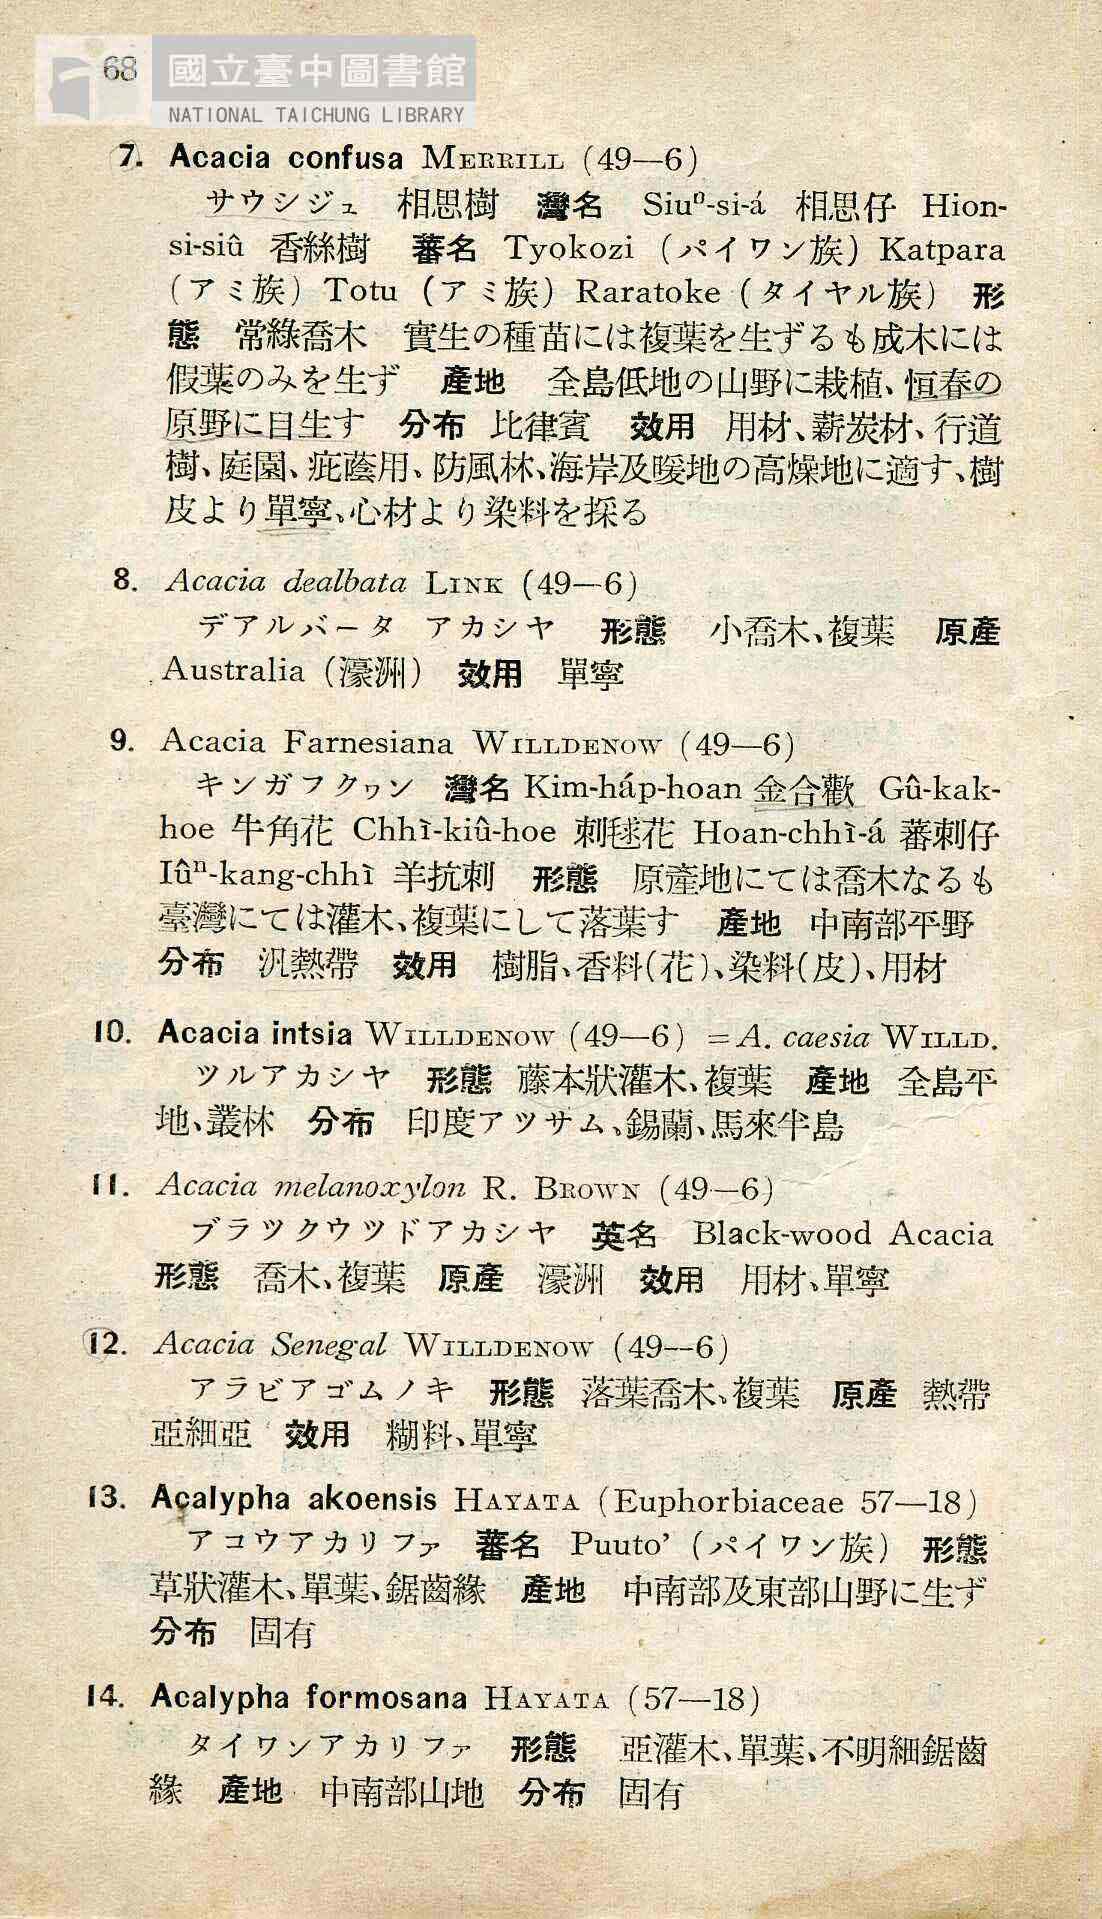 68
國立臺中圖書館
NATIONAL TAICHUNG LIBRARY
7. Acacia confusa MERRILL (49—6)
サウシジュ 相思樹 灣名 Siuⁿ-si-á 相思仔 Hion-
si-siû 香絲樹 蕃名 Tyokozi (パイワン族) Katpara
(アミ族) Totu (アミ族) Raratoke (タイヤル族) 形
態 常綠喬木 實生の種苗には複葉を生ずるも成木には
假葉のみを生ず 產地 全島低地の山野に栽植、恒春の
原野に自生す 分布 比律賓 效用 用材、薪炭材、行道
樹、庭園、庇蔭用、防風林、海岸及暖地の高燥地に適す、樹
皮より單寧、心材より染料を採る
8. Acacia dealbata LINK (49—6)
デアルバータ アカシヤ 形態 小喬木、複葉 原產
Australia (濠洲) 效用 單寧
9. Acacia Farnesiana WILLDENOW (49—6)
キンガフクヮン 灣名 Kim-háp-hoan 金合歡 Gû-kak-
hoe 牛角花 Chhì-kiû-hoe 刺毬花 Hoan-chhì-á 蕃刺仔
Iûⁿ-kang-chhì 羊抗刺 形態 原產地にては喬木なるも
臺灣にては灌木、複葉にして落葉す 產地 中南部平野
分布 汎熱帶 效用 樹脂、香料(花)、染料(皮)、用材
10. Acacia intsia WILLDENOW (49—6) =A. caesia WILLD.
ツルアカシヤ 形態 藤本狀灌木、複葉 產地 全島平
地、叢林 分布 印度アツサム、錫蘭、馬來半島
11. Acacia melanoxylon R. BROWN (49—6)
ブラツクウツドアカシヤ 英名 Black-wood Acacia
形態 喬木、複葉 原產 濠洲 效用 用材、單寧
12. Acacia Senegal WILLDENOW (49—6)
アラビアゴムノキ 形態 落葉喬木、複葉 原產 熱帶
亞細亞 效用 糊料、單寧
13. Acalypha akoensis HAYATA (Euphorbiaceae 57—18)
アコウアカリファ 蕃名 Puuto’ (パイワン族) 形態
草狀灌木、單葉、鋸齒緣 產地 中南部及東部山野に生ず
分布 固有
14. Acalypha formosana HAYATA (57—18)
タイワンアカリファ 形態 亞灌木、單葉、不明細鋸齒
緣 產地 中南部山地 分布 固有